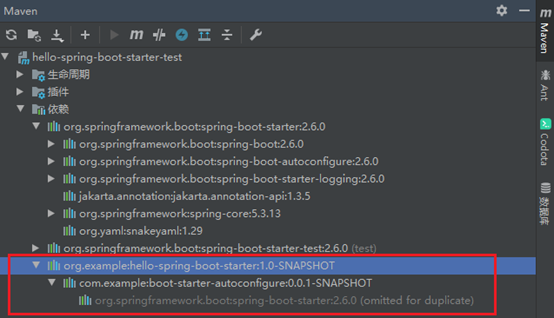 Maven
hello-spring-boot-starter-test
生命周期
插件
依赖
org.springframework.boot:spring-boot-starter:2.6.0
org.springframework.boot:spring-boot:2.6.0
org.springframework.boot:spring-boot-autoconfigure:2.6.0
org.springframework.boot:spring-boot-starter-logging:2.6.0
jakarta.annotation:jakarta.annotation-api:1.3.5
org.springframework:spring-core:5.3.13
org.yaml:snakeyaml:1.29
org.springframework.boot:spring-boot-starter-test:2.6.0 (test)
org.example:hello-spring-boot-starter:1.0-SNAPSHOT
com.example:boot-starter-autoconfigure:0.0.1-SNAPSHOT
org.springframework.boot:spring-boot-starter:2.6.0 (omitted for duplicate)
m
Maven
Ant
Codota
数据库